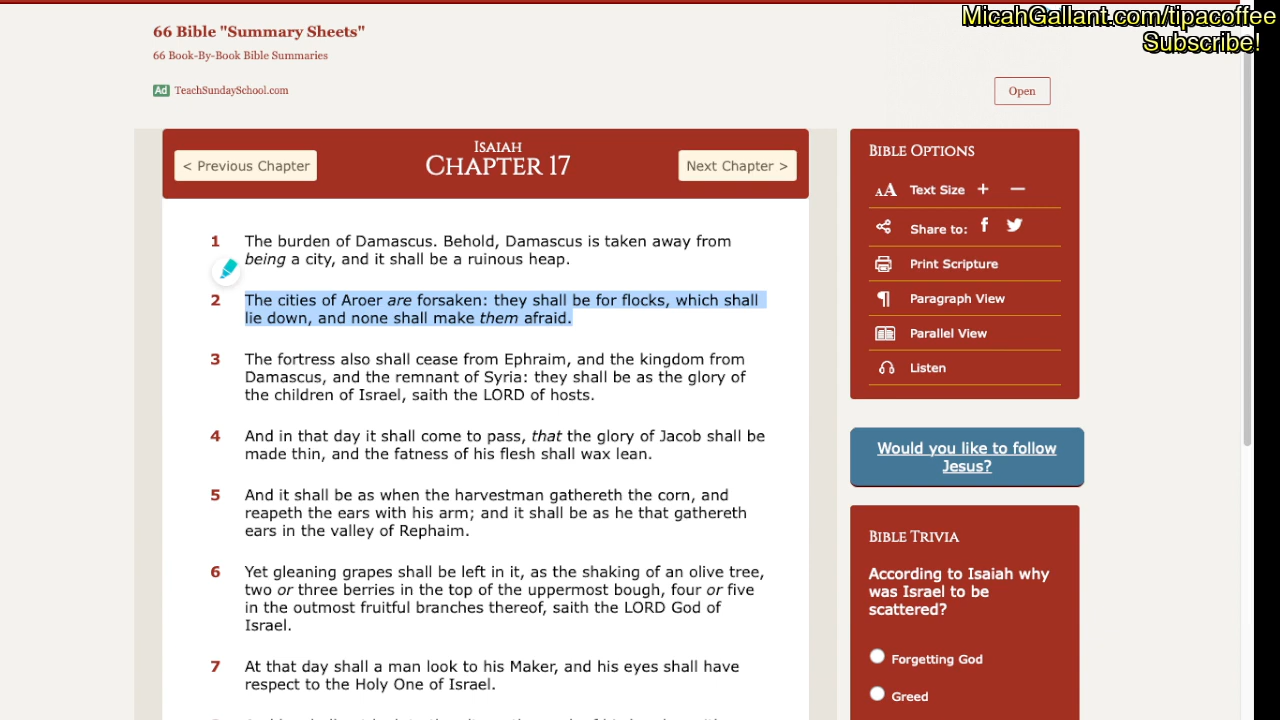 MicahGallant.com/tipacoffee
Subscribe!
66 Bible "Summary Sheets"
66 Book-By-Book Bible Summaries
Ad TeachSundaySchool.com
Open
< Previous Chapter
Isaiah
Chapter 17
Next Chapter >
1 The burden of Damascus. Behold, Damascus is taken away from
being a city, and it shall be a ruinous heap.
2 The cities of Aroer are forsaken: they shall be for flocks, which shall
lie down, and none shall make them afraid.
3 The fortress also shall cease from Ephraim, and the kingdom from
Damascus, and the remnant of Syria: they shall be as the glory of
the children of Israel, saith the LORD of hosts.
4 And in that day it shall come to pass, that the glory of Jacob shall be
made thin, and the fatness of his flesh shall wax lean.
5 And it shall be as when the harvestman gathereth the corn, and
reapeth the ears with his arm; and it shall be as he that gathereth
ears in the valley of Rephaim.
6 Yet gleaning grapes shall be left in it, as the shaking of an olive tree,
two or three berries in the top of the uppermost bough, four or five
in the outmost fruitful branches thereof, saith the LORD God of
Israel.
7 At that day shall a man look to his Maker, and his eyes shall have
respect to the Holy One of Israel.
Bible Options
AA Text Size + —
Share to: f
Print Scripture
¶ Paragraph View
Parallel View
Listen
Would you like to follow
Jesus?
Bible Trivia
According to Isaiah why
was Israel to be
scattered?
Forgetting God
Greed